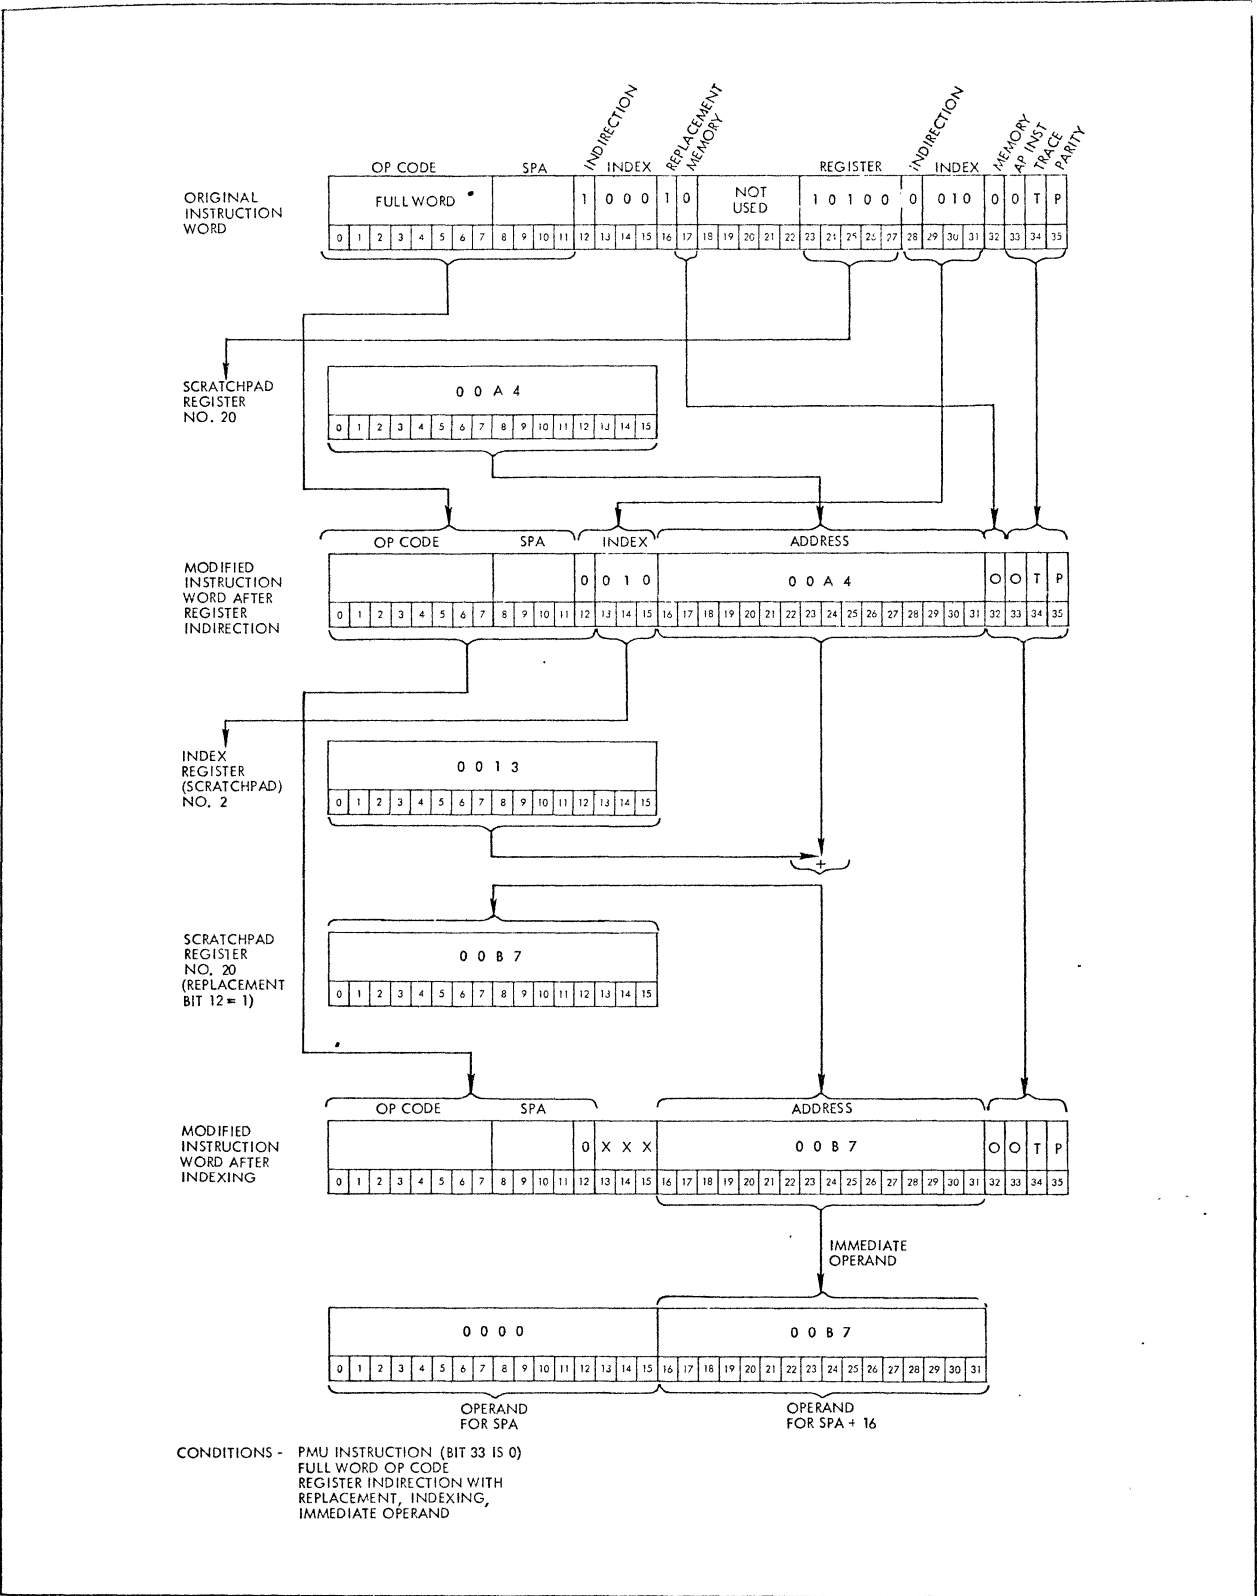 INDIRECTION
REPLACEMENT
MEMORY
INDIRECTION
MEMORY
AP INST
TRACE
PARITY
OP CODE SPA INDEX REGISTER INDEX
ORIGINAL
INSTRUCTION
WORD
FULL WORD 1 0 0 0 1 0 NOT
USED 1 0 1 0 0 0 0 1 0 0 0 T P
0 1 2 3 4 5 6 7 8 9 10 11 12 13 14 15 16 17 18 19 20 21 22 23 24 25 26 27 28 29 30 31 32 33 34 35
SCRATCHPAD
REGISTER
NO. 20
0 0 A 4
0 1 2 3 4 5 6 7 8 9 10 11 12 13 14 15
OP CODE SPA INDEX ADDRESS
MODIFIED
INSTRUCTION
WORD AFTER
REGISTER
INDIRECTION
0 0 1 0 0 0 A 4 0 0 T P
0 1 2 3 4 5 6 7 8 9 10 11 12 13 14 15 16 17 18 19 20 21 22 23 24 25 26 27 28 29 30 31 32 33 34 35
INDEX
REGISTER
(SCRATCHPAD)
NO. 2
0 0 1 3
0 1 2 3 4 5 6 7 8 9 10 11 12 13 14 15
+
SCRATCHPAD
REGISTER
NO. 20
(REPLACEMENT
BIT 12 = 1)
0 0 B 7
0 1 2 3 4 5 6 7 8 9 10 11 12 13 14 15
OP CODE SPA ADDRESS
MODIFIED
INSTRUCTION
WORD AFTER
INDEXING
0 X X X 0 0 B 7 0 0 T P
0 1 2 3 4 5 6 7 8 9 10 11 12 13 14 15 16 17 18 19 20 21 22 23 24 25 26 27 28 29 30 31 32 33 34 35
IMMEDIATE
OPERAND
0 0 0 0 0 0 B 7
0 1 2 3 4 5 6 7 8 9 10 11 12 13 14 15 16 17 18 19 20 21 22 23 24 25 26 27 28 29 30 31
OPERAND
FOR SPA
OPERAND
FOR SPA + 16
CONDITIONS - PMU INSTRUCTION (BIT 33 IS 0)
FULL WORD OP CODE
REGISTER INDIRECTION WITH
REPLACEMENT, INDEXING,
IMMEDIATE OPERAND